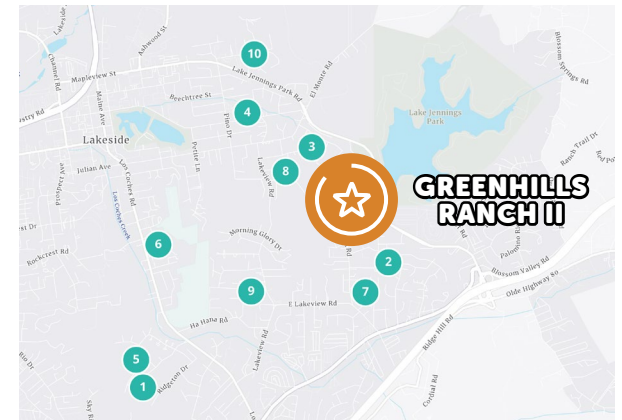 Lakeside
Ashwood St
Blossom Springs Rd
10
Channel Rd
Mapleview St
Lake Jennings Park Rd
El Monte Rd
Maine Ave
Beechtree St
4
Pino Dr
Lake Jennings
Park
Lakeside
Petite Ln
3
Ranch Trail Dr
Julian Ave
Los Coches Rd
Lakeview Rd
8
Prospect Ave
Los Coches Creek
GREENHILLS
RANCH II
Morning Glory Dr
6
Rd
Rockcrest Rd
2
Palomino Rd
Blossom Valley Rd
9
7
Olde Highway 80
E Lakeview Rd
Ha Hana Rd
Lakeview Rd
Ridge Hill Rd
5
1
Ridgeton Dr
Cordial Rd